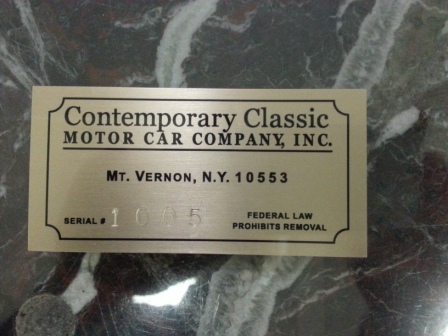 Contemporary Classic
MOTOR CAR COMPANY, INC.
MT. VERNON, N.Y. 10553
SERIAL # 1005
FEDERAL LAW
PROHIBITS REMOVAL